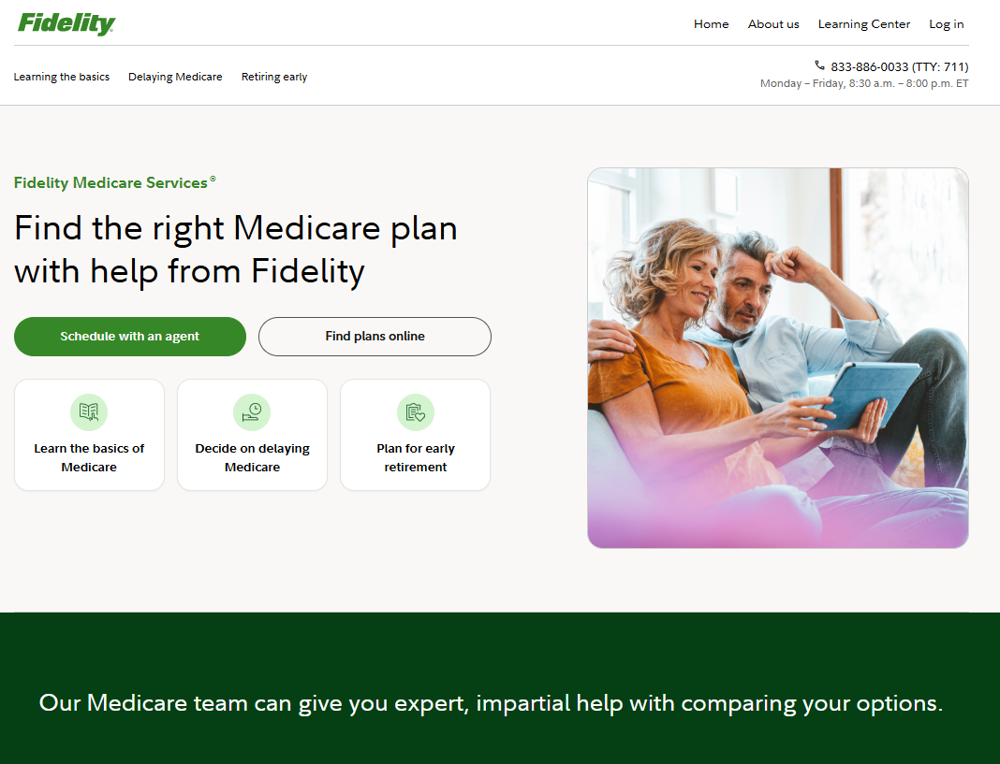 Fidelity
Home About us Learning Center Log in
Learning the basics Delaying Medicare Retiring early
833-886-0033 (TTY: 711)
Monday – Friday, 8:30 a.m. – 8:00 p.m. ET
Fidelity Medicare Services®
Find the right Medicare plan
with help from Fidelity
Schedule with an agent
Find plans online
Learn the basics of
Medicare
Decide on delaying
Medicare
Plan for early
retirement
Our Medicare team can give you expert, impartial help with comparing your options.